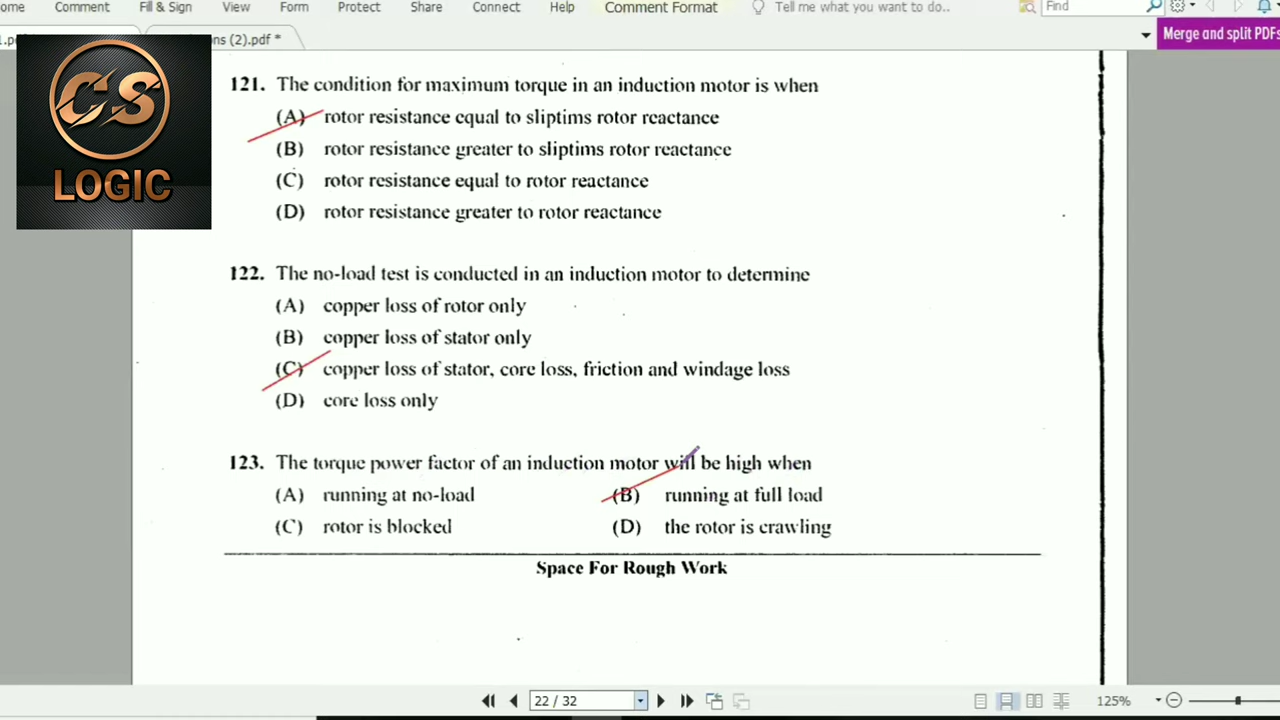 ome Comment Fill & Sign View Form Protect Share Connect Help Comment Format Tell me what you want to do.. Find
1.p ns (2).pdf * Merge and split PDFs
CS
LOGIC
121. The condition for maximum torque in an induction motor is when
(A) rotor resistance equal to sliptims rotor reactance
(B) rotor resistance greater to sliptims rotor reactance
(C) rotor resistance equal to rotor reactance
(D) rotor resistance greater to rotor reactance
122. The no-load test is conducted in an induction motor to determine
(A) copper loss of rotor only
(B) copper loss of stator only
(C) copper loss of stator, core loss, friction and windage loss
(D) core loss only
123. The torque power factor of an induction motor will be high when
(A) running at no-load (B) running at full load
(C) rotor is blocked (D) the rotor is crawling
Space For Rough Work
22 / 32 125%